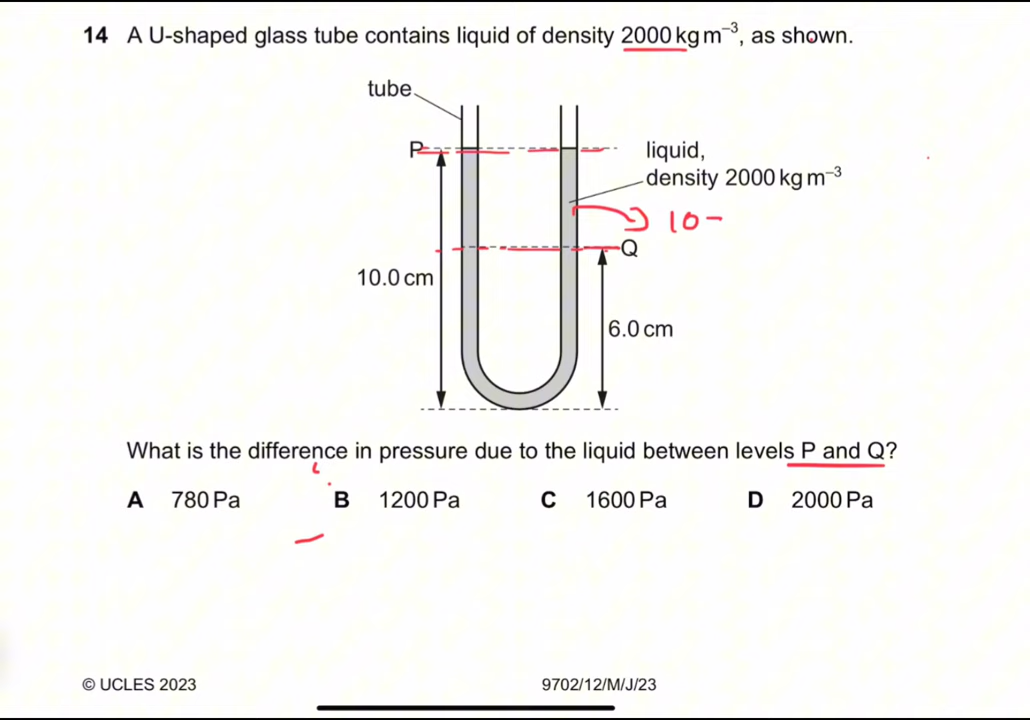 14 A U-shaped glass tube contains liquid of density 2000 kg m⁻³, as shown.
tube
P
liquid,
density 2000 kg m⁻³
10 -
Q
10.0 cm
6.0 cm
What is the difference in pressure due to the liquid between levels P and Q?
A 780 Pa B 1200 Pa C 1600 Pa D 2000 Pa
© UCLES 2023 9702/12/M/J/23